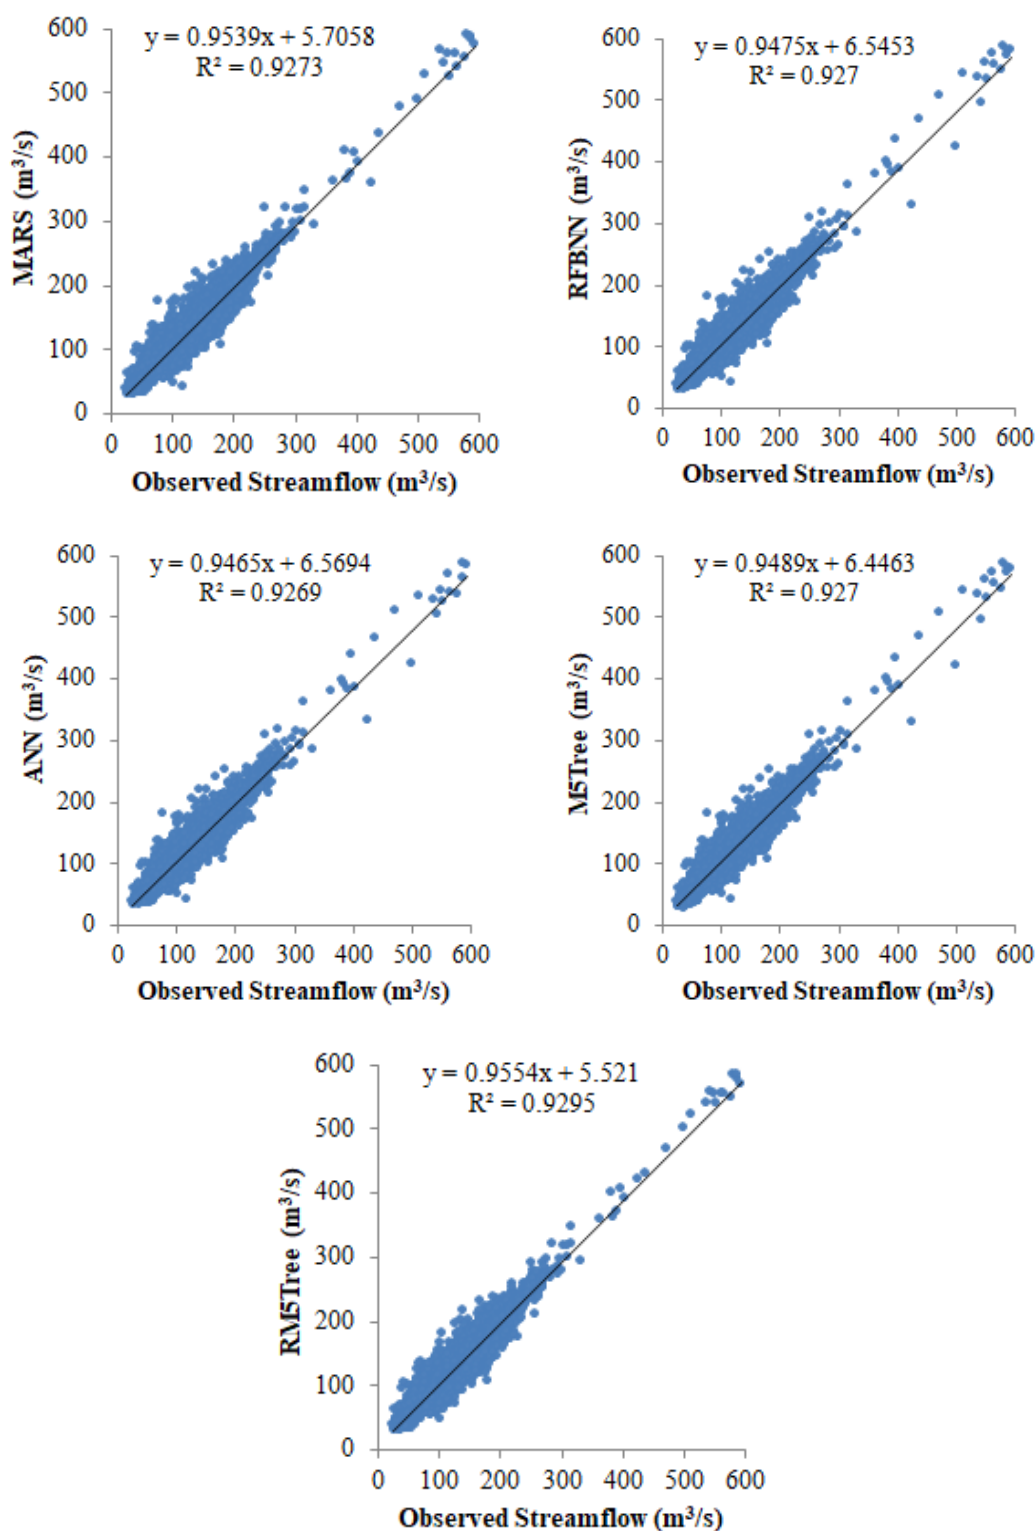 y = 0.9539x + 5.7058
R² = 0.9273
600
500
400
300
200
100
0
MARS (m³/s)
0 100 200 300 400 500 600
Observed Streamflow (m³/s)
y = 0.9475x + 6.5453
R² = 0.927
600
500
400
300
200
100
0
RFBNN (m³/s)
0 100 200 300 400 500 600
Observed Streamflow (m³/s)
y = 0.9465x + 6.5694
R² = 0.9269
600
500
400
300
200
100
0
ANN (m³/s)
0 100 200 300 400 500 600
Observed Streamflow (m³/s)
y = 0.9489x + 6.4463
R² = 0.927
600
500
400
300
200
100
0
M5Tree (m³/s)
0 100 200 300 400 500 600
Observed Streamflow (m³/s)
y = 0.9554x + 5.521
R² = 0.9295
600
500
400
300
200
100
0
RM5Tree (m³/s)
0 100 200 300 400 500 600
Observed Streamflow (m³/s)